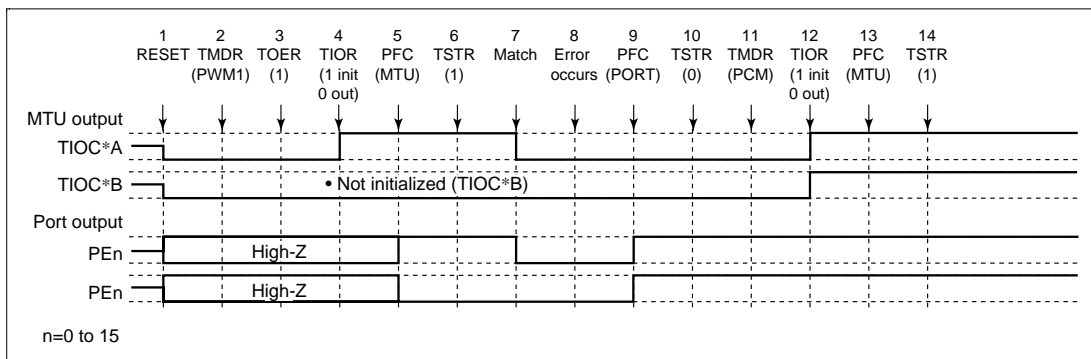 1 2 3 4 5 6 7 8 9 10 11 12 13 14
RESET TMDR TOER TIOR PFC TSTR Match Error PFC TSTR TMDR TIOR PFC TSTR
(PWM1) (1) (1 init (MTU) (1) occurs (PORT) (0) (PCM) (1 init (MTU) (1)
0 out) 0 out)
MTU output
TIOC*A
TIOC*B • Not initialized (TIOC*B)
Port output
PEn High-Z
PEn High-Z
n=0 to 15